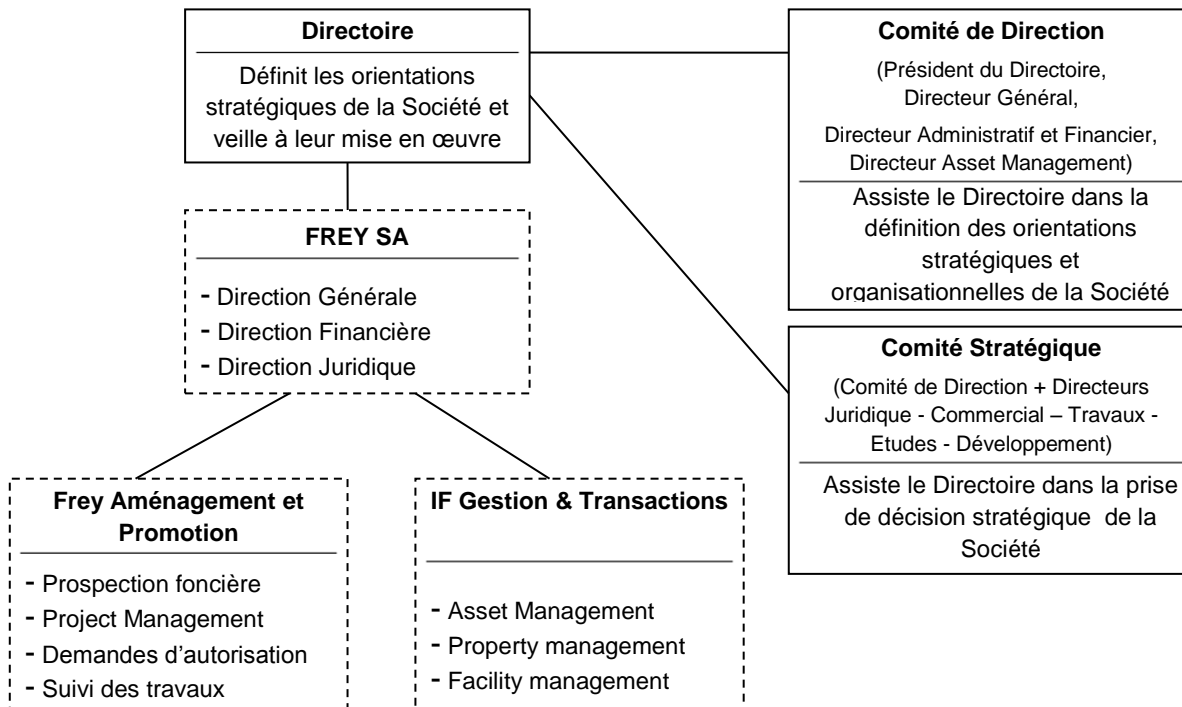 Directoire
Définit les orientations
stratégiques de la Société et
veille à leur mise en œuvre
Comité de Direction
(Président du Directoire,
Directeur Général,
Directeur Administratif et Financier,
Directeur Asset Management)
Assiste le Directoire dans la
définition des orientations
stratégiques et
organisationnelles de la Société
FREY SA
- Direction Générale
- Direction Financière
- Direction Juridique
Comité Stratégique
(Comité de Direction + Directeurs
Juridique - Commercial – Travaux -
Etudes - Développement)
Assiste le Directoire dans la prise
de décision stratégique de la
Société
Frey Aménagement et
Promotion
- Prospection foncière
- Project Management
- Demandes d'autorisation
- Suivi des travaux
IF Gestion & Transactions
- Asset Management
- Property management
- Facility management